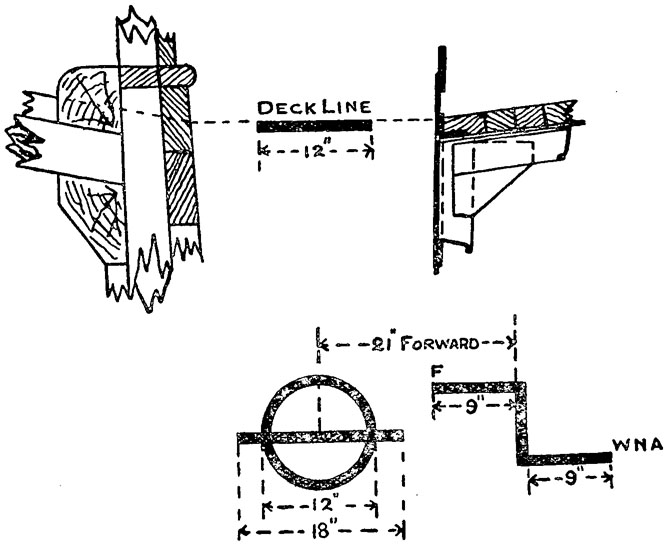 DECK LINE
12"
21" FORWARD
F
9"
WNA
9"
12"
18"